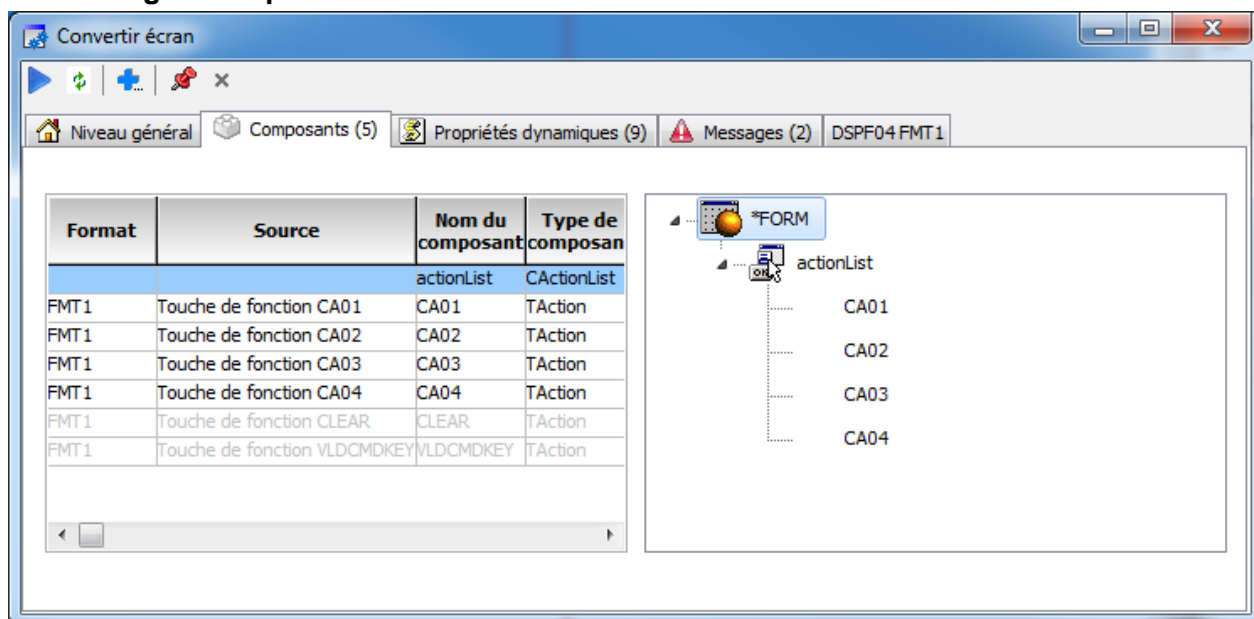 Convertir écran
Niveau général Composants (5) Propriétés dynamiques (9) Messages (2) DSPF04 FMT1
Format Source Nom du composant Type de composan
actionList CActionList
FMT1 Touche de fonction CA01 CA01 TAction
FMT1 Touche de fonction CA02 CA02 TAction
FMT1 Touche de fonction CA03 CA03 TAction
FMT1 Touche de fonction CA04 CA04 TAction
FMT1 Touche de fonction CLEAR CLEAR TAction
FMT1 Touche de fonction VLDCMDKEY VLDCMDKEY TAction
*FORM
OK actionList
CA01
CA02
CA03
CA04